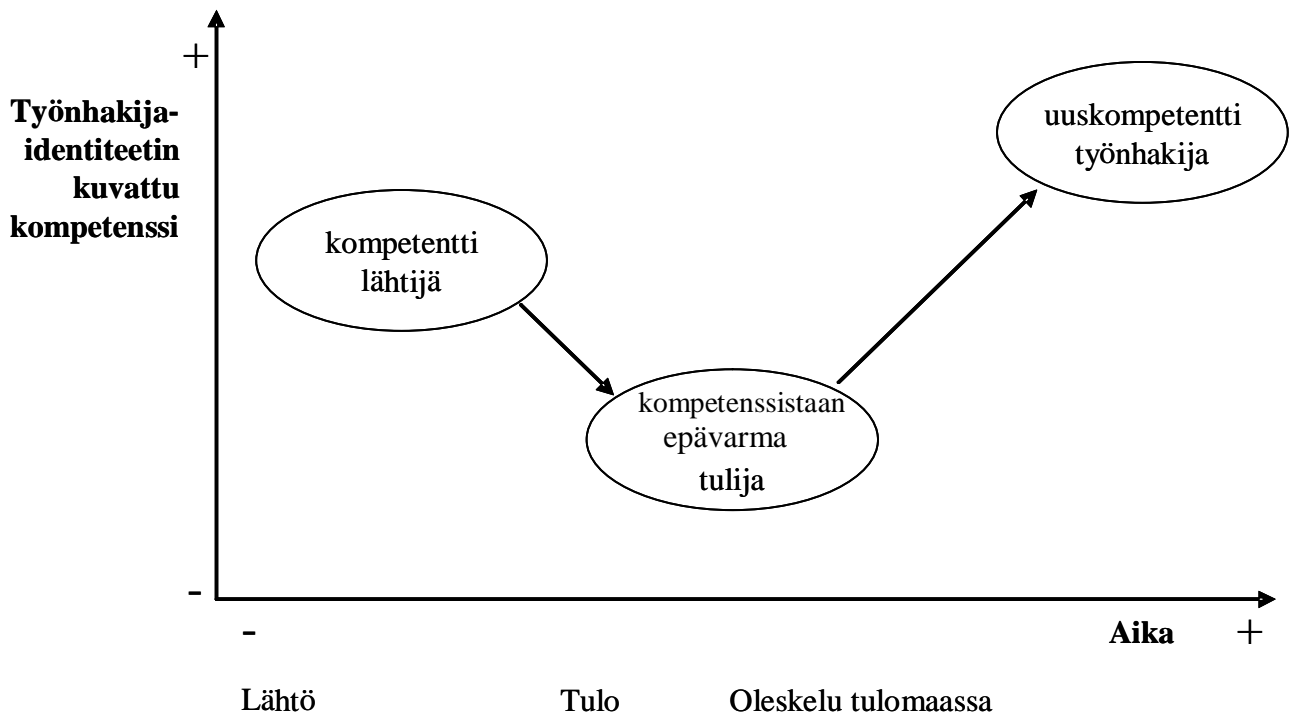 +
Työnhakija-
identiteetin
kuvattu
kompetenssi
uuskompetentti
työnhakija
kompetentti
lähtijä
kompetenssistaan
epävarma
tulija
-
- Aika +
Lähtö Tulo Oleskelu tulomaassa